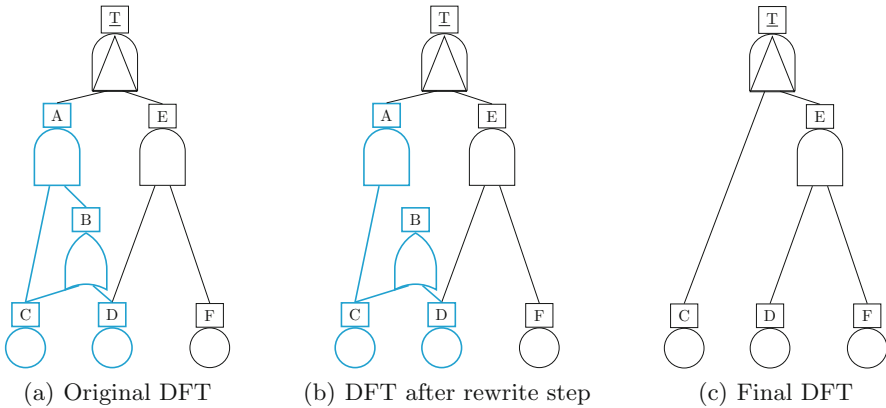 T T T
A E A E E
B B
C D F C D F C D F
(a) Original DFT (b) DFT after rewrite step (c) Final DFT